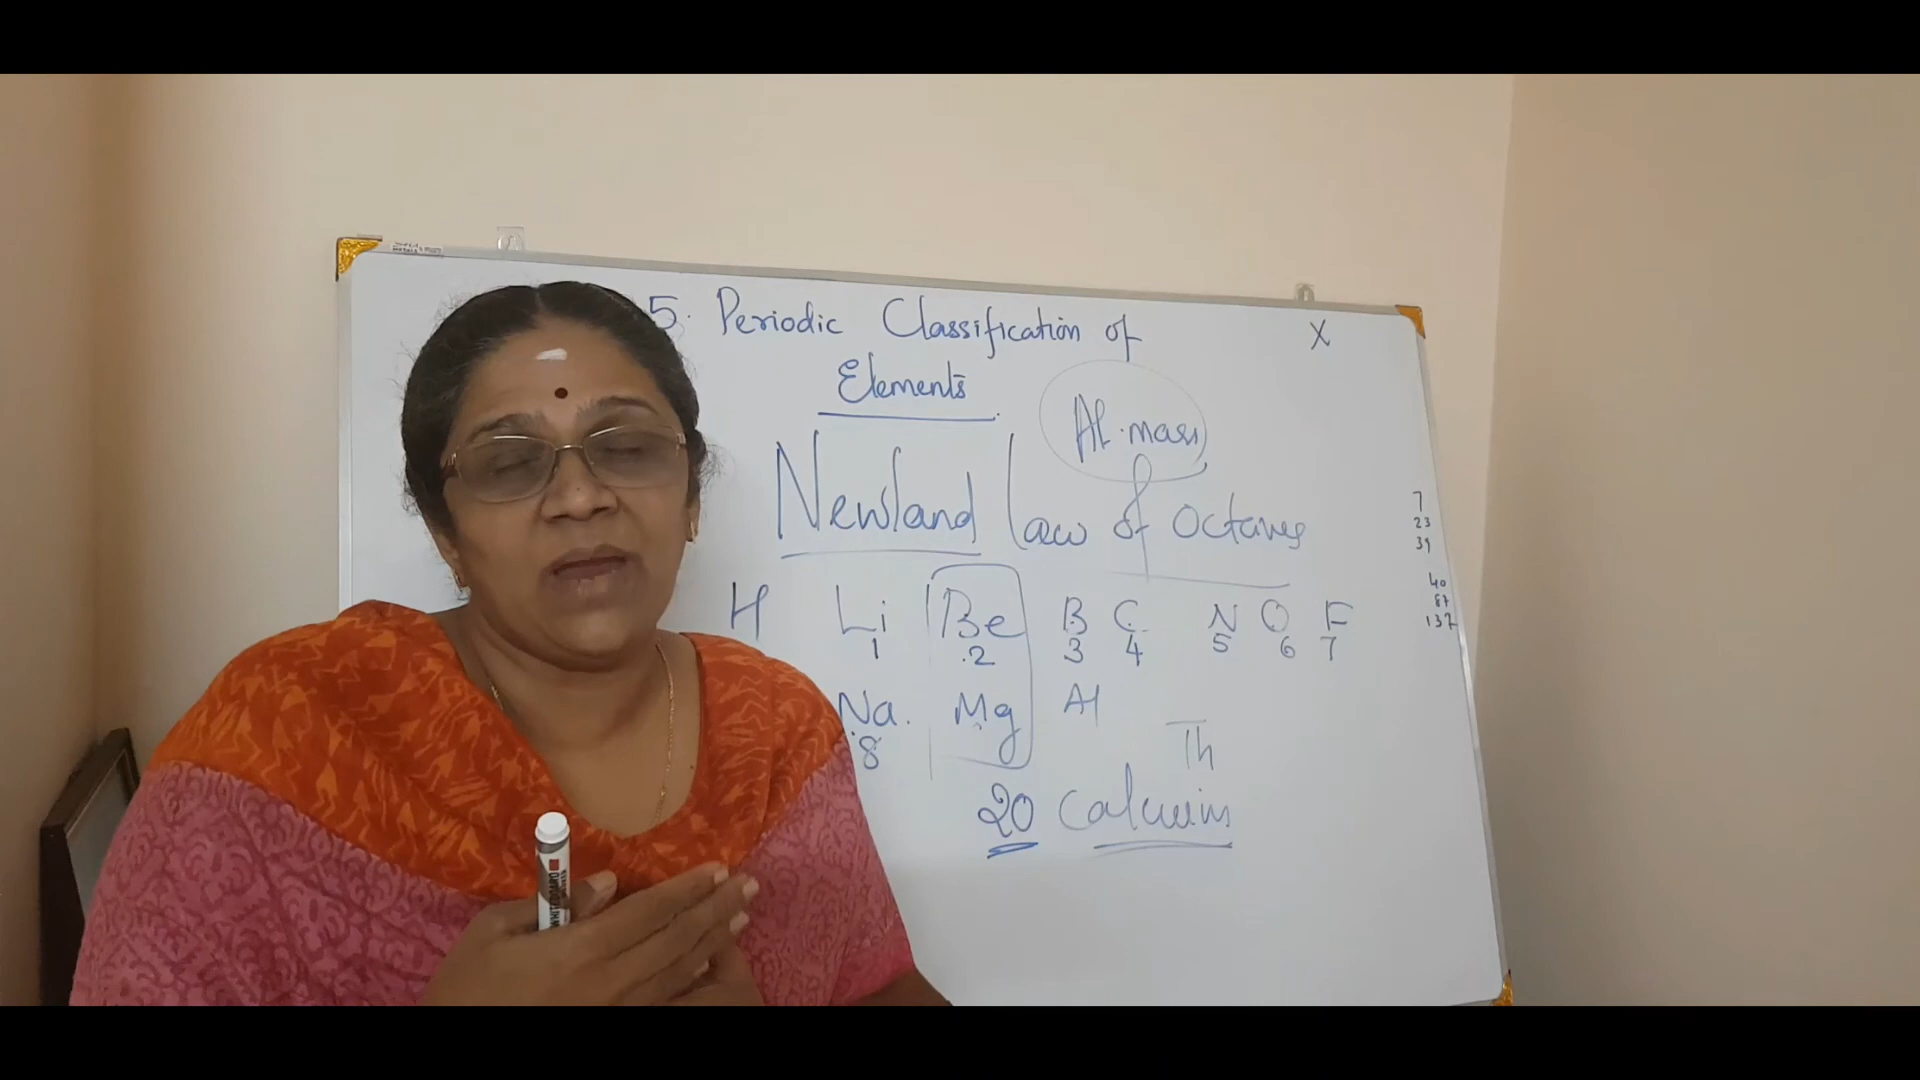 5. Periodic Classification of X
Elements
At. mass
Newland law of Octaves
7
23
39
40
87
137
H Li Be B C N O F
1 2 3 4 5 6 7
Na. Mg Al
8
Th
20 Calcuim